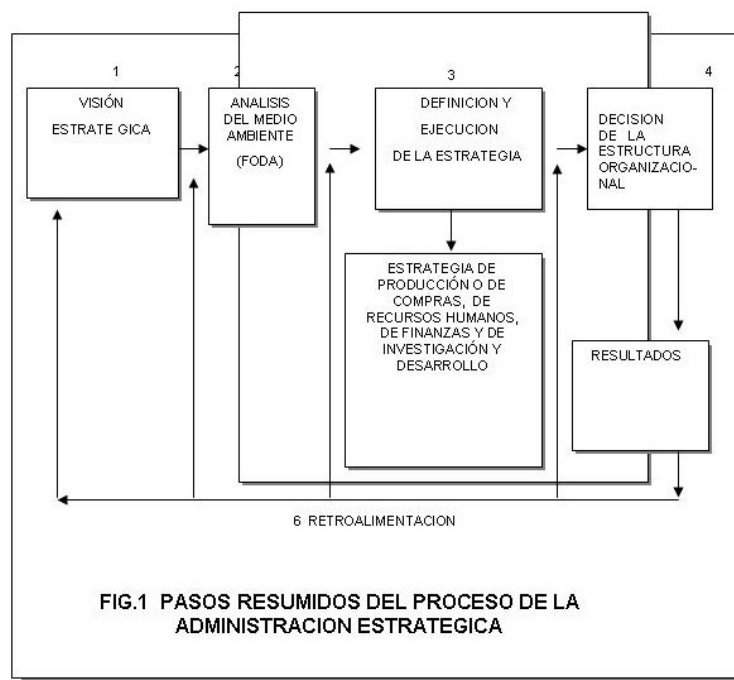 1
VISIÓN
ESTRATE GICA
2
ANALISIS
DEL MEDIO
AMBIENTE
(FODA)
3
DEFINICION Y
EJECUCION
DE LA ESTRATEGIA
4
DECISION
DE LA
ESTRUCTURA
ORGANIZACIO-
NAL
ESTRATEGIA DE
PRODUCCIÓN O DE
COMPRAS, DE
RECURSOS HUMANOS,
DE FINANZAS Y DE
INVESTIGACIÓN Y
DESARROLLO
RESULTADOS
6 RETROALIMENTACION
FIG.1 PASOS RESUMIDOS DEL PROCESO DE LA
ADMINISTRACION ESTRATEGICA